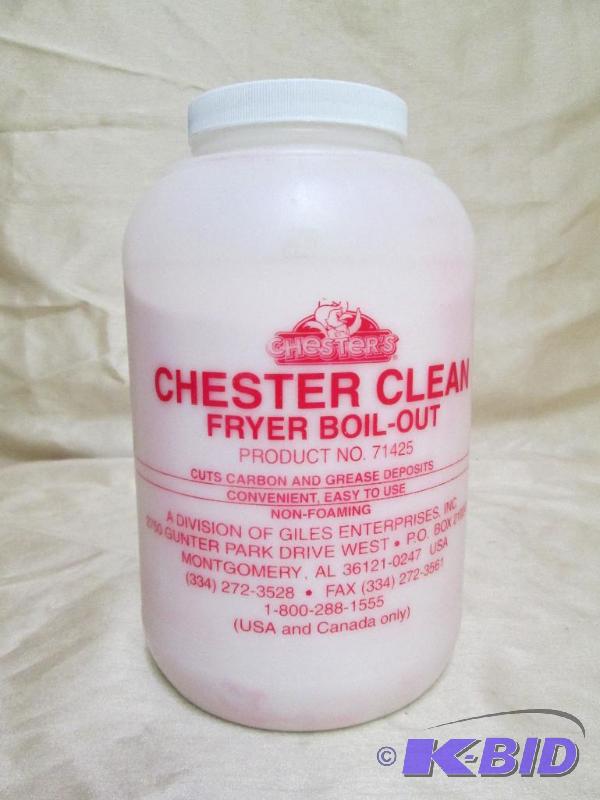 CHESTER'S
CHESTER CLEAN
FRYER BOIL-OUT
PRODUCT NO. 71425
CUTS CARBON AND GREASE DEPOSITS
CONVENIENT, EASY TO USE
NON-FOAMING
A DIVISION OF GILES ENTERPRISES, INC.
2750 GUNTER PARK DRIVE WEST • P.O. BOX
MONTGOMERY, AL 36121-0247 USA
(334) 272-3528 • FAX (334) 272-3561
1-800-288-1555
(USA and Canada only)
© K-BID